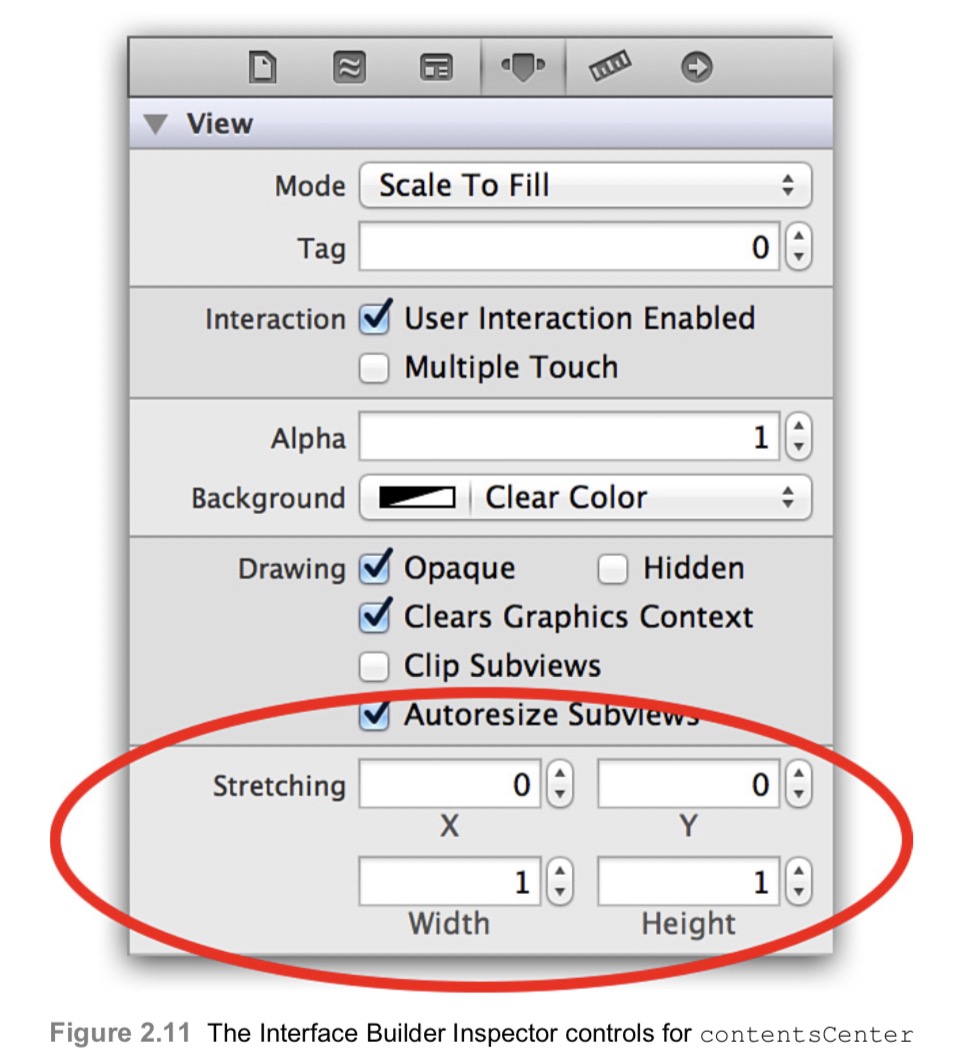 View
Mode Scale To Fill
Tag 0
Interaction User Interaction Enabled
Multiple Touch
Alpha 1
Background Clear Color
Drawing Opaque Hidden
Clears Graphics Context
Clip Subviews
Autoresize Subviews
Stretching 0 0
X Y
1 1
Width Height
Figure 2.11 The Interface Builder Inspector controls for contentsCenter